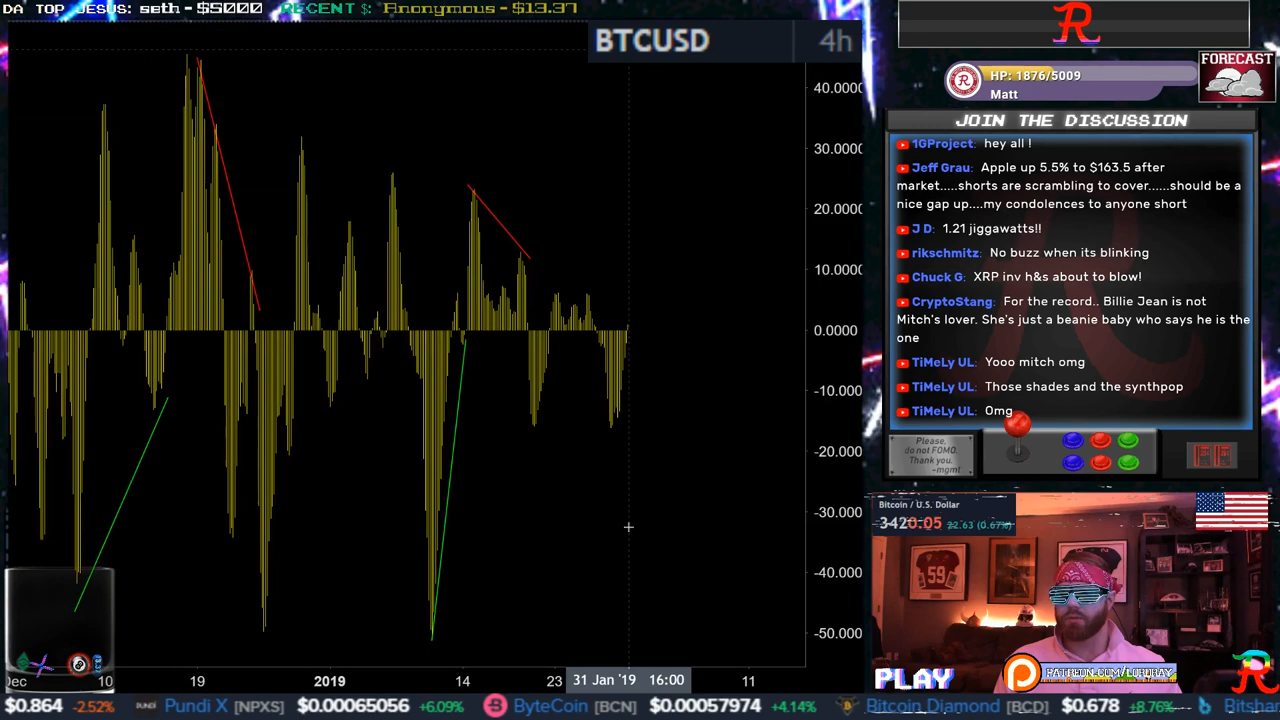 DA TOP JESUS: seth - $5000 RECENT $: Anonymous - $13.37
BTCUSD 4h
R
HP: 1876/5009
Matt
FORECAST
JOIN THE DISCUSSION
1GProject: hey all !
Jeff Grau: Apple up 5.5% to $163.5 after
market.....shorts are scrambling to cover......should be a
nice gap up....my condolences to anyone short
J D: 1.21 jiggawatts!!
rikschmitz: No buzz when its blinking
Chuck G: XRP inv h&s about to blow!
CryptoStang: For the record.. Billie Jean is not
Mitch's lover. She's just a beanie baby who says he is the
one
TiMeLy UL: Yooo mitch omg
TiMeLy UL: Those shades and the synthpop
TiMeLy UL: Omg
Please,
do not FOMO.
Thank you,
-mgmt
40.0000
30.0000
20.0000
10.0000
0.0000
-10.000
-20.000
-30.000
-40.000
-50.000
Dec 10 19 2019 14 23 31 Jan '19 16:00 11
Bitcoin / U.S. Dollar
3420.05 22.63 (0.67%)
59
PLAY
PATREON.COM/LORDRAY
R
$0.864 -2.52% Pundi X [NPXS] $0.00065056 +6.09% ByteCoin [BCN] $0.00057974 +4.14% Bitcoin Diamond [BCD] $0.678 +8.76% Bitshar